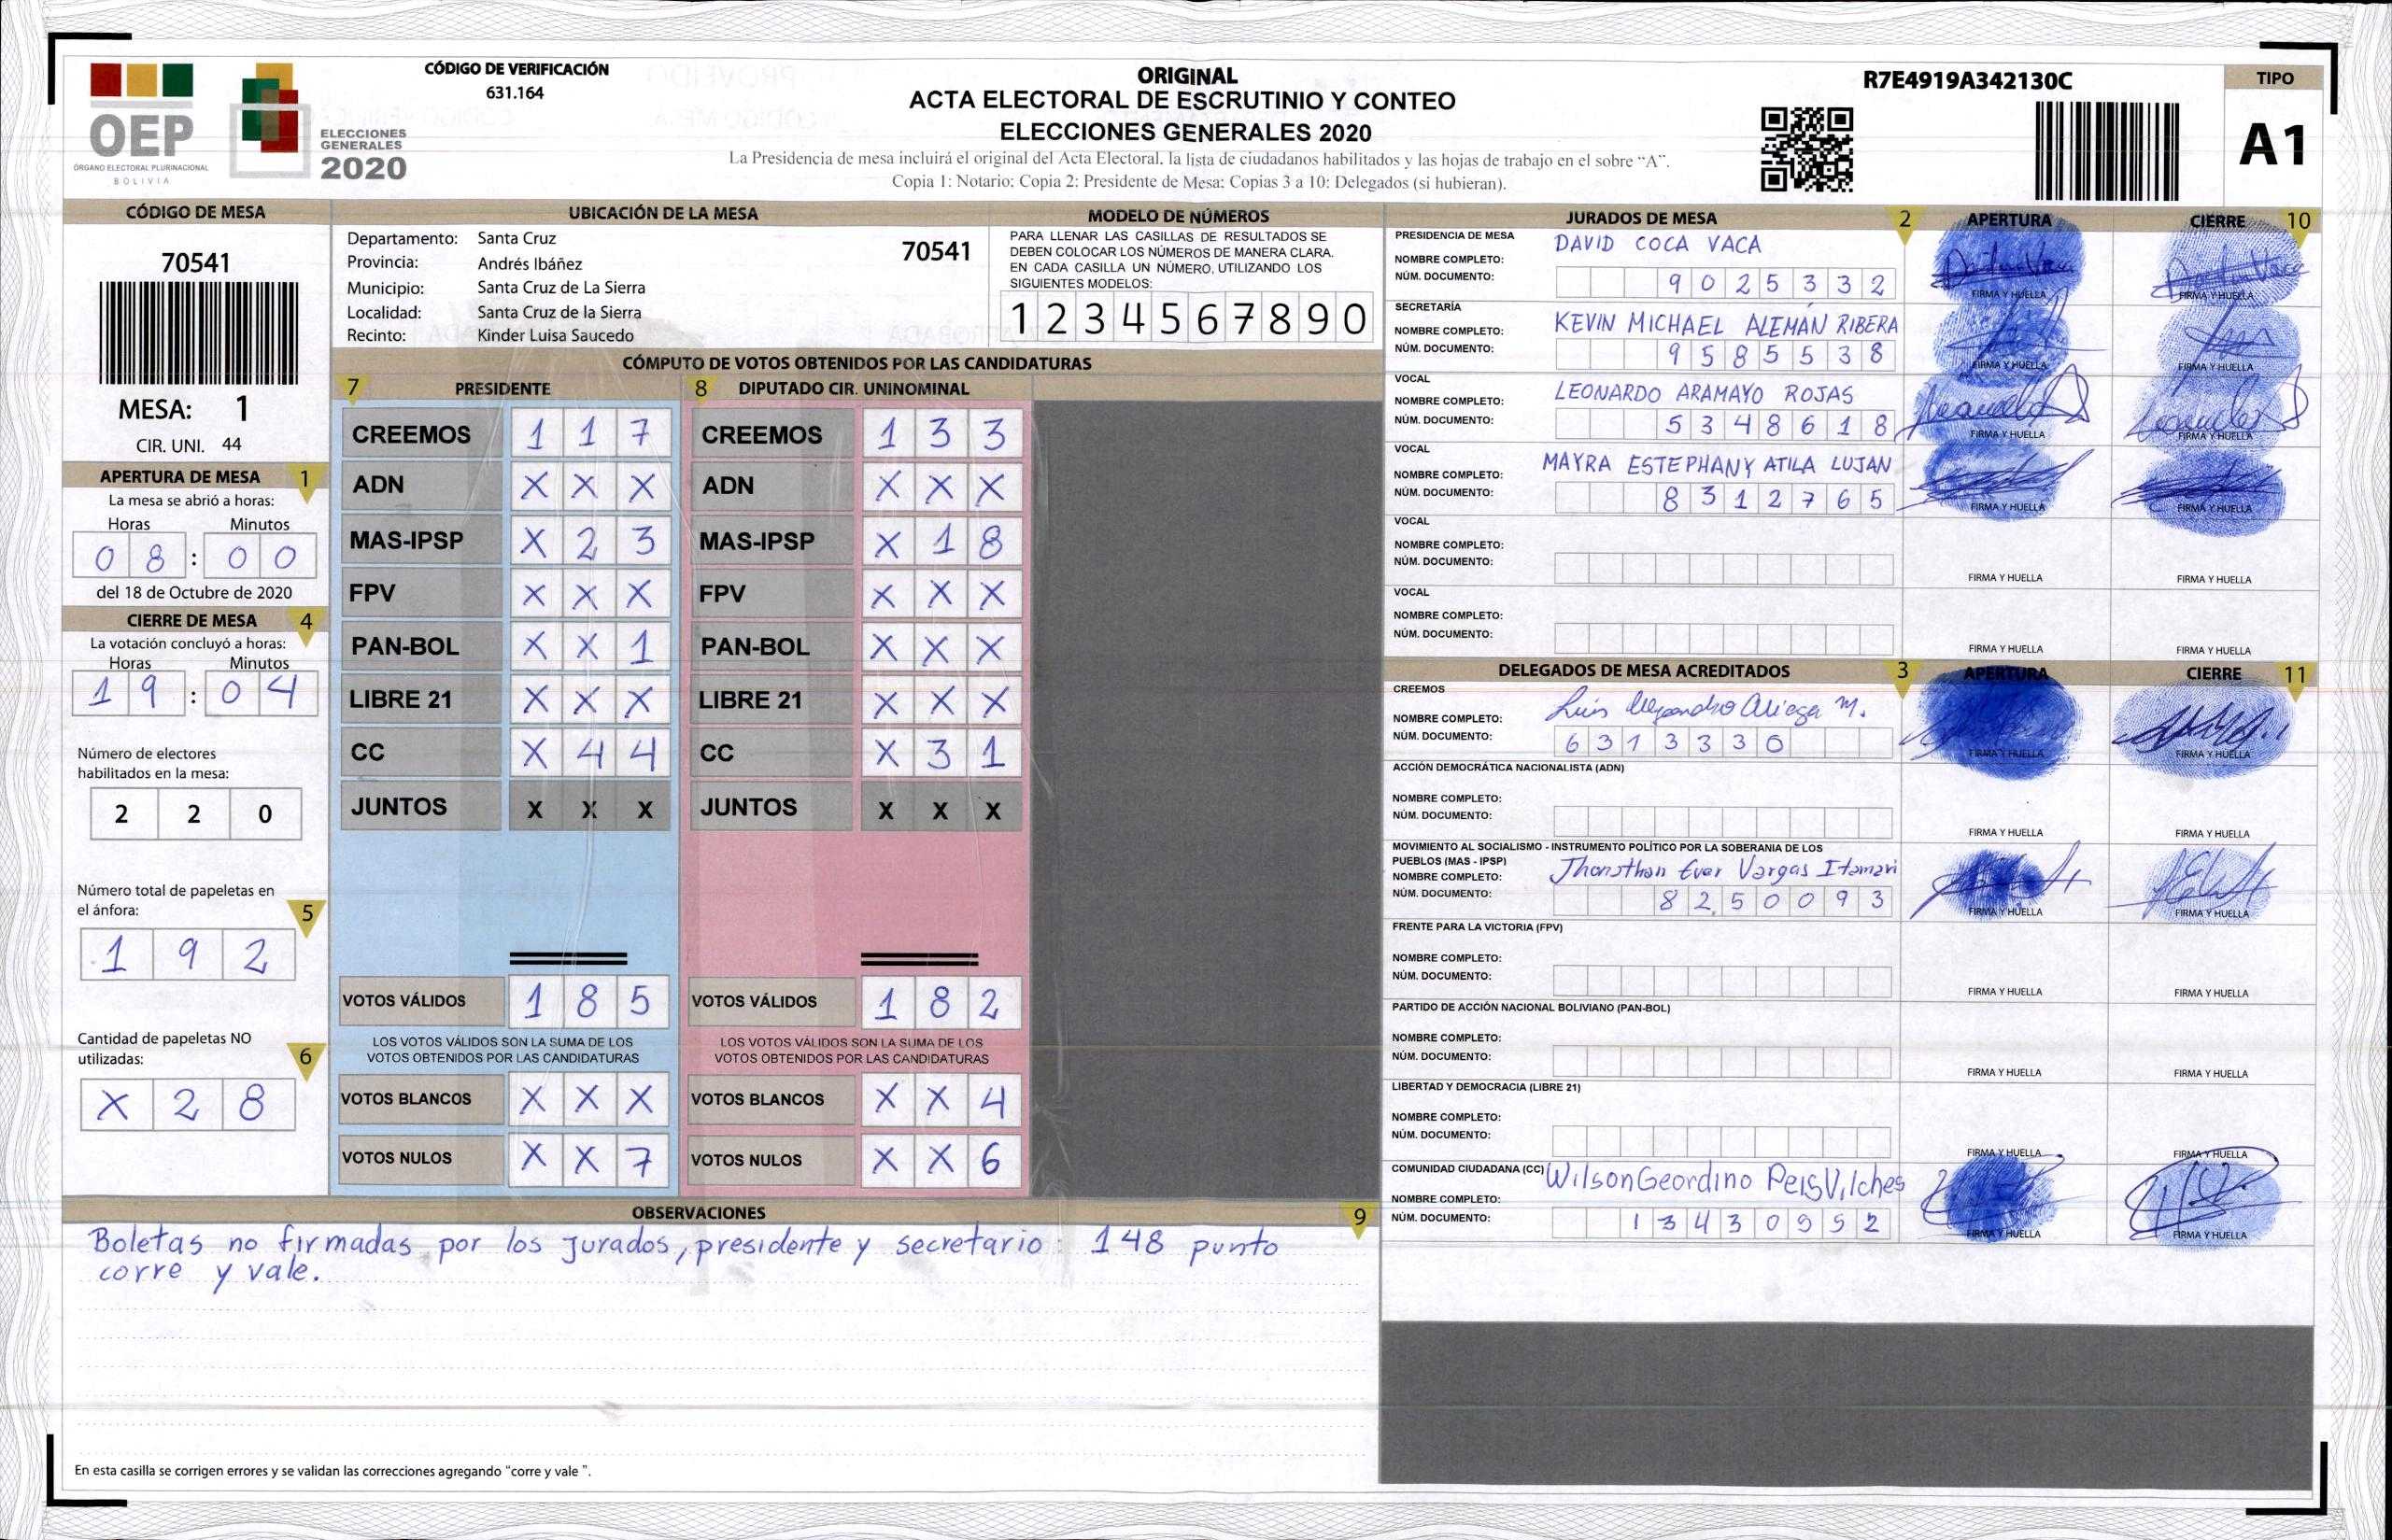 OEP
ÓRGANO ELECTORAL PLURINACIONAL
BOLIVIA
ELECCIONES
GENERALES
2020
CÓDIGO DE VERIFICACIÓN
631.164
ORIGINAL
ACTA ELECTORAL DE ESCRUTINIO Y CONTEO
ELECCIONES GENERALES 2020
La Presidencia de mesa incluirá el original del Acta Electoral. la lista de ciudadanos habilitados y las hojas de trabajo en el sobre "A".
Copia 1: Notario: Copia 2: Presidente de Mesa: Copias 3 a 10: Delegados (si hubieran).
R7E4919A342130C
TIPO
A1
CÓDIGO DE MESA
70541
MESA: 1
CIR. UNI. 44
APERTURA DE MESA 1
La mesa se abrió a horas:
Horas Minutos
0 8 : 0 0
del 18 de Octubre de 2020
CIERRE DE MESA 4
La votación concluyó a horas:
Horas Minutos
1 9 : 0 4
Número de electores
habilitados en la mesa:
2 2 0
Número total de papeletas en
el ánfora: 5
1 9 2
Cantidad de papeletas NO
utilizadas: 6
X 2 8
UBICACIÓN DE LA MESA
Departamento: Santa Cruz 70541
Provincia: Andrés Ibáñez
Municipio: Santa Cruz de La Sierra
Localidad: Santa Cruz de la Sierra
Recinto: Kinder Luisa Saucedo
MODELO DE NÚMEROS
PARA LLENAR LAS CASILLAS DE RESULTADOS SE
DEBEN COLOCAR LOS NÚMEROS DE MANERA CLARA.
EN CADA CASILLA UN NÚMERO, UTILIZANDO LOS
SIGUIENTES MODELOS:
1 2 3 4 5 6 7 8 9 0
CÓMPUTO DE VOTOS OBTENIDOS POR LAS CANDIDATURAS
7 PRESIDENTE
CREEMOS 1 1 7
ADN X X X
MAS-IPSP X 2 3
FPV X X X
PAN-BOL X X 1
LIBRE 21 X X X
CC X 4 4
JUNTOS X X X
VOTOS VÁLIDOS 1 8 5
LOS VOTOS VÁLIDOS SON LA SUMA DE LOS
VOTOS OBTENIDOS POR LAS CANDIDATURAS
VOTOS BLANCOS X X X
VOTOS NULOS X X 7
8 DIPUTADO CIR. UNINOMINAL
CREEMOS 1 3 3
ADN X X X
MAS-IPSP X 1 8
FPV X X X
PAN-BOL X X X
LIBRE 21 X X X
CC X 3 1
JUNTOS X X X
VOTOS VÁLIDOS 1 8 2
LOS VOTOS VÁLIDOS SON LA SUMA DE LOS
VOTOS OBTENIDOS POR LAS CANDIDATURAS
VOTOS BLANCOS X X 4
VOTOS NULOS X X 6
OBSERVACIONES 9
Boletas no firmadas por los jurados, presidente y secretario: 148 punto
corre y vale.
En esta casilla se corrigen errores y se validan las correcciones agregando "corre y vale ".
JURADOS DE MESA 2 APERTURA CIERRE 10
PRESIDENCIA DE MESA
NOMBRE COMPLETO: DAVID COCA VACA
NÚM. DOCUMENTO: 9 0 2 5 3 3 2
FIRMA Y HUELLA FIRMA Y HUELLA
SECRETARÍA
NOMBRE COMPLETO: KEVIN MICHAEL ALEMÁN RIBERA
NÚM. DOCUMENTO: 9 5 8 5 5 3 8
FIRMA Y HUELLA FIRMA Y HUELLA
VOCAL
NOMBRE COMPLETO: LEONARDO ARAMAYO ROJAS
NÚM. DOCUMENTO: 5 3 4 8 6 1 8
FIRMA Y HUELLA FIRMA Y HUELLA
VOCAL
NOMBRE COMPLETO: MAYRA ESTEPHANY ATILA LUJAN
NÚM. DOCUMENTO: 8 3 1 2 7 6 5
FIRMA Y HUELLA FIRMA Y HUELLA
VOCAL
NOMBRE COMPLETO:
NÚM. DOCUMENTO:
FIRMA Y HUELLA FIRMA Y HUELLA
VOCAL
NOMBRE COMPLETO:
NÚM. DOCUMENTO:
FIRMA Y HUELLA FIRMA Y HUELLA
DELEGADOS DE MESA ACREDITADOS 3 APERTURA CIERRE 11
CREEMOS
NOMBRE COMPLETO: Luis Alejandro M.
NÚM. DOCUMENTO: 6 3 1 3 3 3 0
FIRMA Y HUELLA FIRMA Y HUELLA
ACCIÓN DEMOCRÁTICA NACIONALISTA (ADN)
NOMBRE COMPLETO:
NÚM. DOCUMENTO:
FIRMA Y HUELLA FIRMA Y HUELLA
MOVIMIENTO AL SOCIALISMO - INSTRUMENTO POLÍTICO POR LA SOBERANIA DE LOS
PUEBLOS (MAS - IPSP)
NOMBRE COMPLETO: Jhonathan Ever Vargas Itamari
NÚM. DOCUMENTO: 8 2 5 0 0 9 3
FIRMA Y HUELLA FIRMA Y HUELLA
FRENTE PARA LA VICTORIA (FPV)
NOMBRE COMPLETO:
NÚM. DOCUMENTO:
FIRMA Y HUELLA FIRMA Y HUELLA
PARTIDO DE ACCIÓN NACIONAL BOLIVIANO (PAN-BOL)
NOMBRE COMPLETO:
NÚM. DOCUMENTO:
FIRMA Y HUELLA FIRMA Y HUELLA
LIBERTAD Y DEMOCRACIA (LIBRE 21)
NOMBRE COMPLETO:
NÚM. DOCUMENTO:
FIRMA Y HUELLA FIRMA Y HUELLA
COMUNIDAD CIUDADANA (CC) Wilson Geordino Vilches
NOMBRE COMPLETO:
NÚM. DOCUMENTO: 1 3 4 3 0 9 5 2
FIRMA Y HUELLA FIRMA Y HUELLA